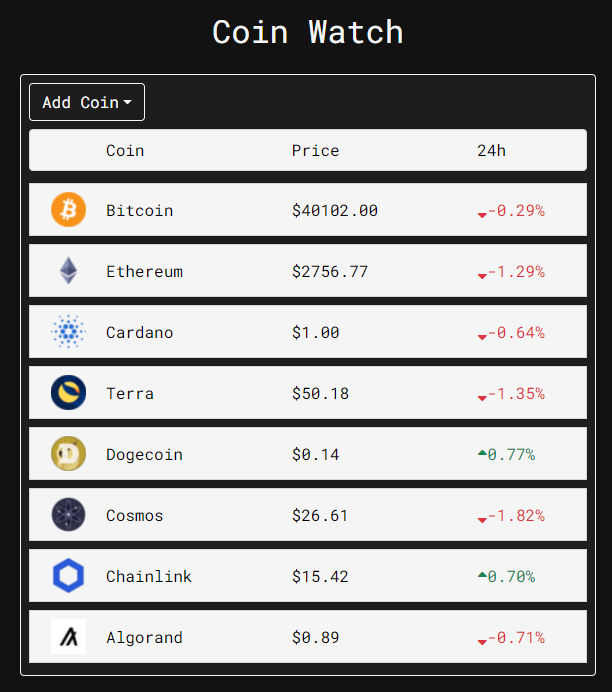 Coin Watch
Add Coin
Coin Price 24h
Bitcoin $40102.00 -0.29%
Ethereum $2756.77 -1.29%
Cardano $1.00 -0.64%
Terra $50.18 -1.35%
Dogecoin $0.14 0.77%
Cosmos $26.61 -1.82%
Chainlink $15.42 0.70%
Algorand $0.89 -0.71%